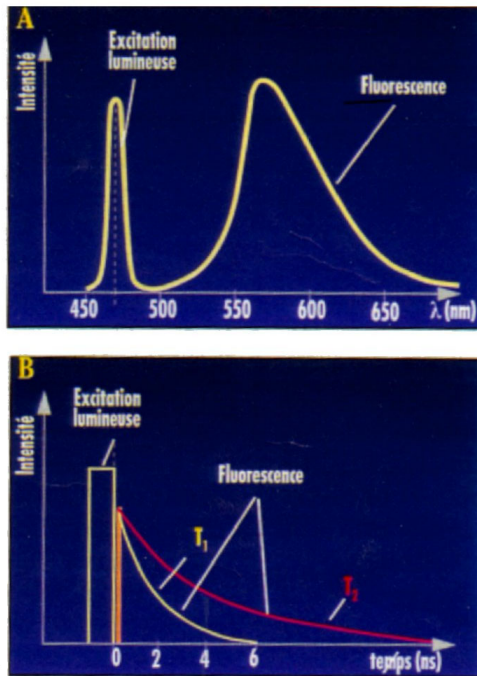 A
Excitation
lumineuse
Fluorescence
Intensité
450 500 550 600 650 λ (nm)
B
Excitation
lumineuse
Intensité
Fluorescence
T1
T2
0 2 4 6 temps (ns)